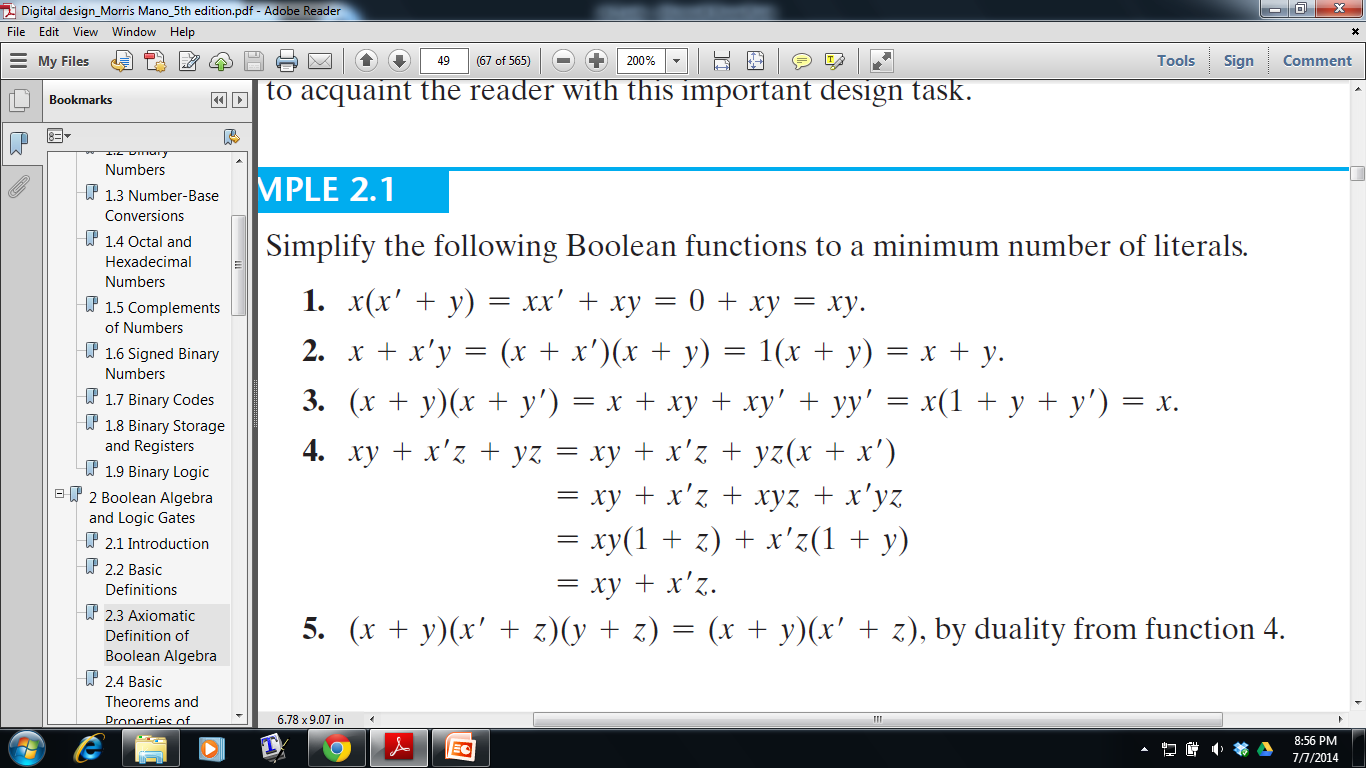 Digital design_Morris Mano_5th edition.pdf - Adobe Reader
File Edit View Window Help
My Files 49 (67 of 565) 200% Tools Sign Comment
Bookmarks
1.2 Binary
Numbers
1.3 Number-Base
Conversions
1.4 Octal and
Hexadecimal
Numbers
1.5 Complements
of Numbers
1.6 Signed Binary
Numbers
1.7 Binary Codes
1.8 Binary Storage
and Registers
1.9 Binary Logic
2 Boolean Algebra
and Logic Gates
2.1 Introduction
2.2 Basic
Definitions
2.3 Axiomatic
Definition of
Boolean Algebra
2.4 Basic
Theorems and
Properties of
to acquaint the reader with this important design task.
MPLE 2.1
Simplify the following Boolean functions to a minimum number of literals.
1. x(x′ + y) = xx′ + xy = 0 + xy = xy.
2. x + x′y = (x + x′)(x + y) = 1(x + y) = x + y.
3. (x + y)(x + y′) = x + xy + xy′ + yy′ = x(1 + y + y′) = x.
4. xy + x′z + yz = xy + x′z + yz(x + x′)
= xy + x′z + xyz + x′yz
= xy(1 + z) + x′z(1 + y)
= xy + x′z.
5. (x + y)(x′ + z)(y + z) = (x + y)(x′ + z), by duality from function 4.
6.78 x 9.07 in
8:56 PM
7/7/2014